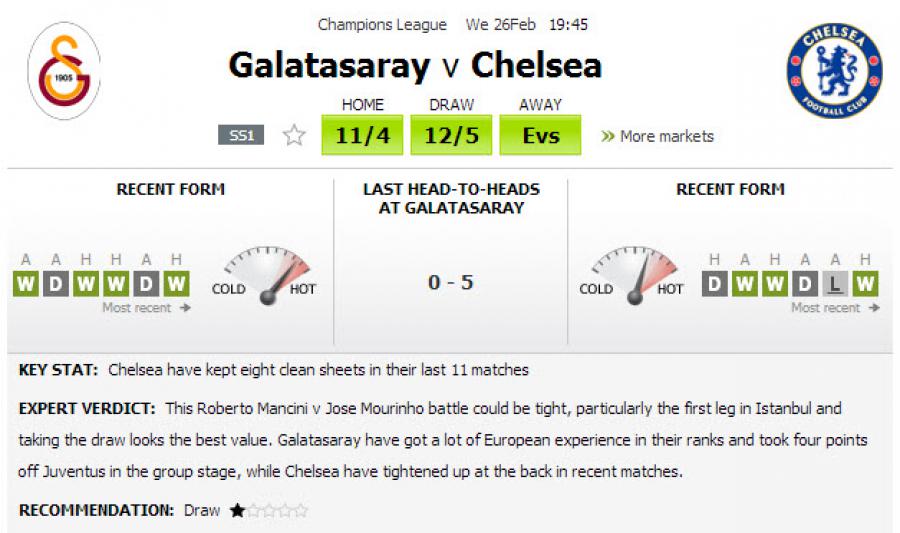 Champions League We 26Feb 19:45
Galatasaray v Chelsea
1905
CHELSEA
FOOTBALL CLUB
HOME DRAW AWAY
SS1 11/4 12/5 Evs » More markets
RECENT FORM
A A H H A H
W D W W D W
Most recent →
COLD HOT
LAST HEAD-TO-HEADS
AT GALATASARAY
0 - 5
RECENT FORM
COLD HOT
H A H A A H
D W W D L W
Most recent →
KEY STAT: Chelsea have kept eight clean sheets in their last 11 matches
EXPERT VERDICT: This Roberto Mancini v Jose Mourinho battle could be tight, particularly the first leg in Istanbul and
taking the draw looks the best value. Galatasaray have got a lot of European experience in their ranks and took four points
off Juventus in the group stage, while Chelsea have tightened up at the back in recent matches.
RECOMMENDATION: Draw ★☆☆☆☆